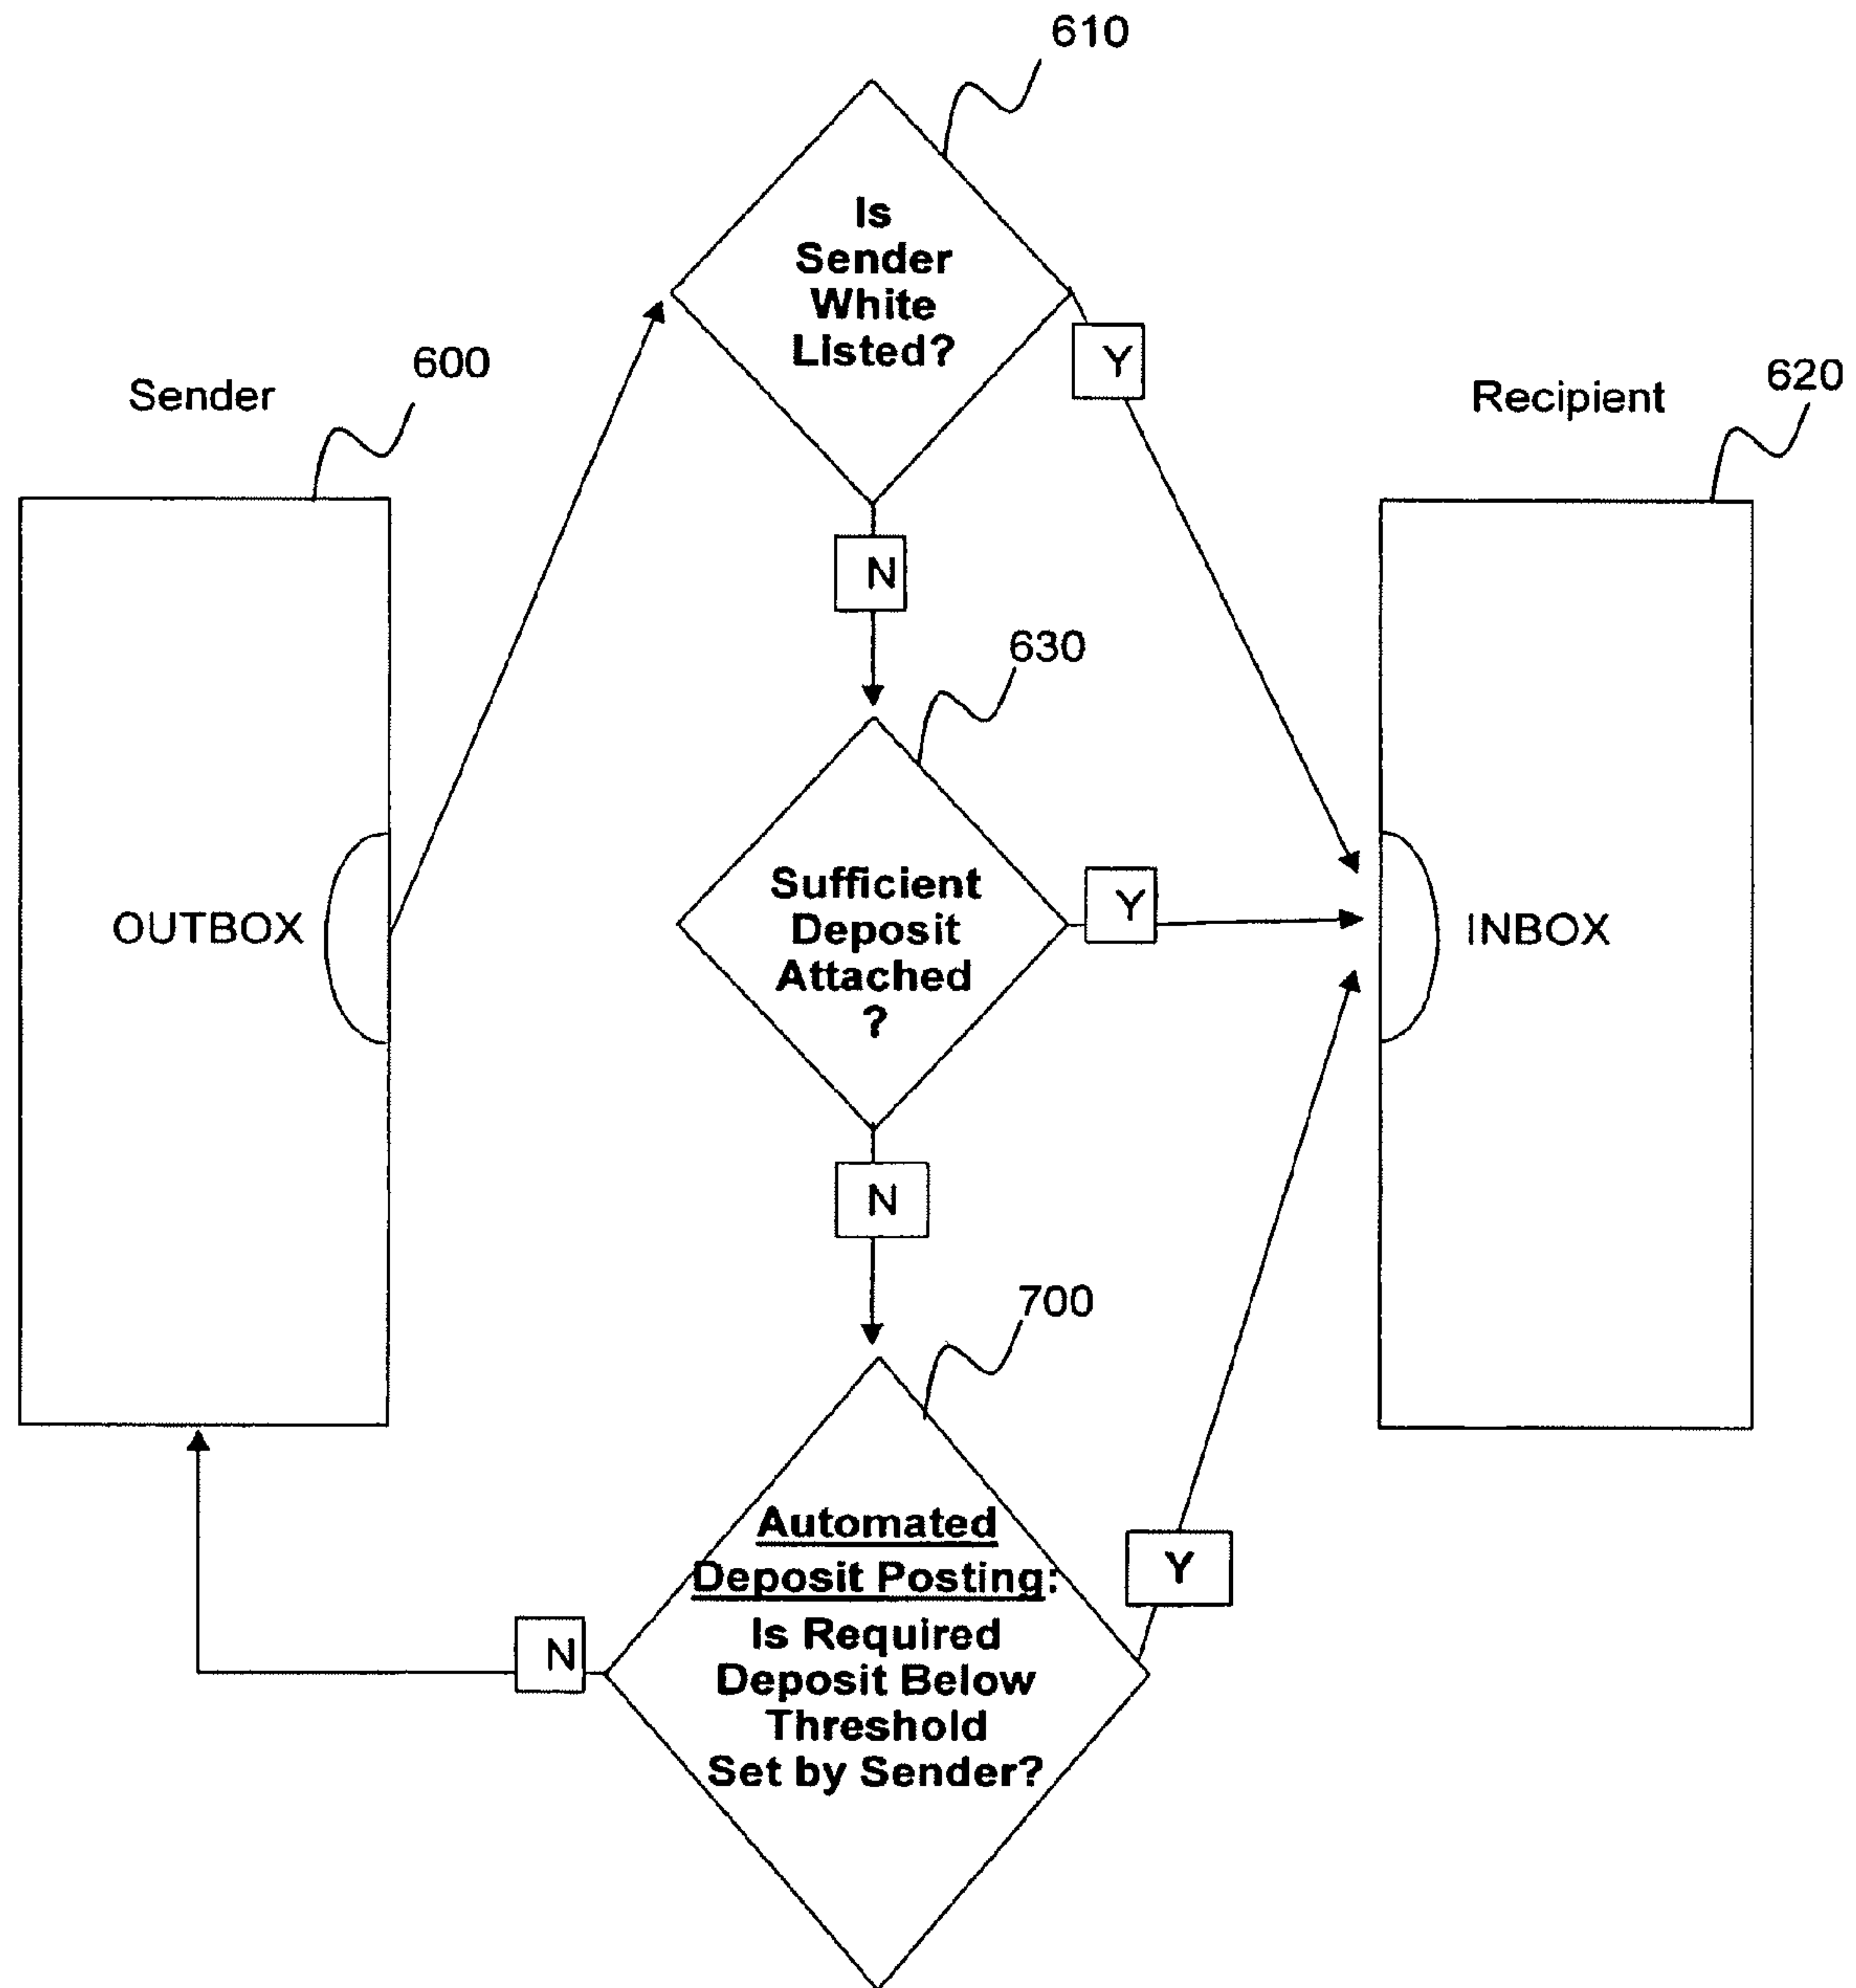 610
Is
Sender
White
Listed?
Y
Sender
600
Recipient
620
N
630
Sufficient
Deposit
Attached
?
Y
OUTBOX
INBOX
N
700
Automated
Deposit Posting:
Is Required
Deposit Below
Threshold
Set by Sender?
Y
N